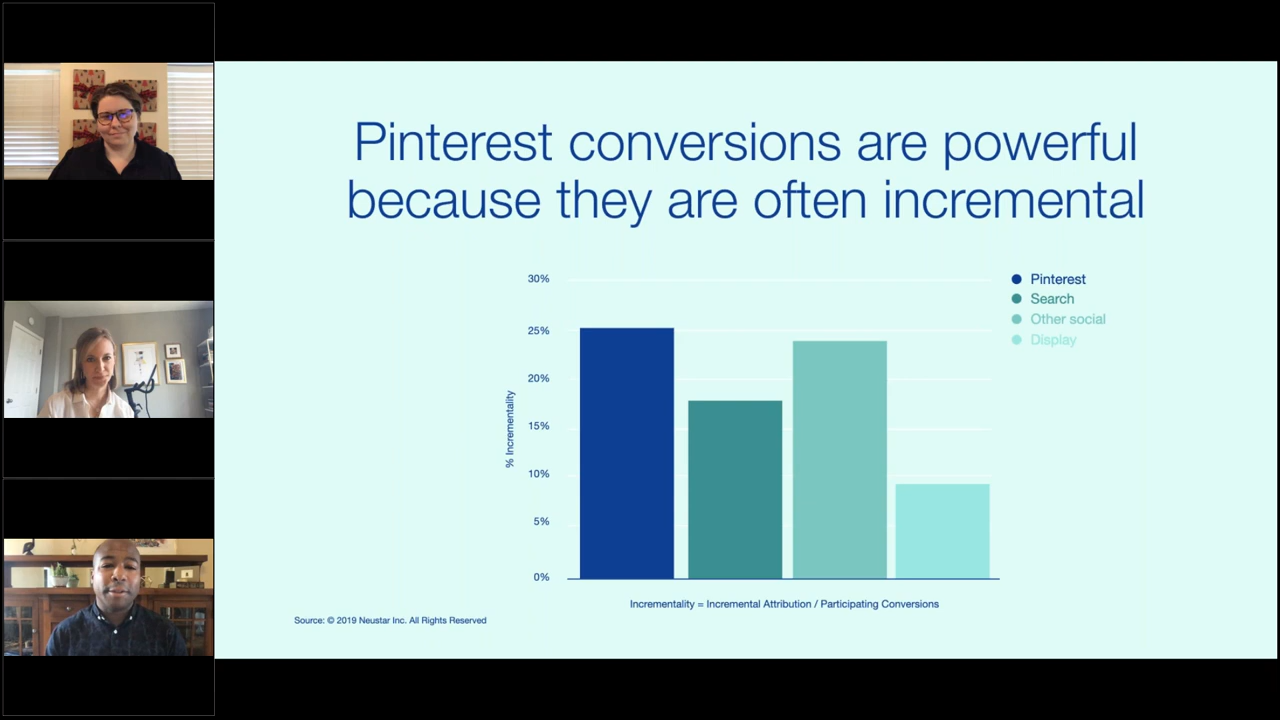 Pinterest conversions are powerful
because they are often incremental
30%
25%
20%
15%
10%
5%
0%
% Incrementality
Pinterest
Search
Other social
Display
Incrementality = Incremental Attribution / Participating Conversions
Source: © 2019 Neustar Inc. All Rights Reserved